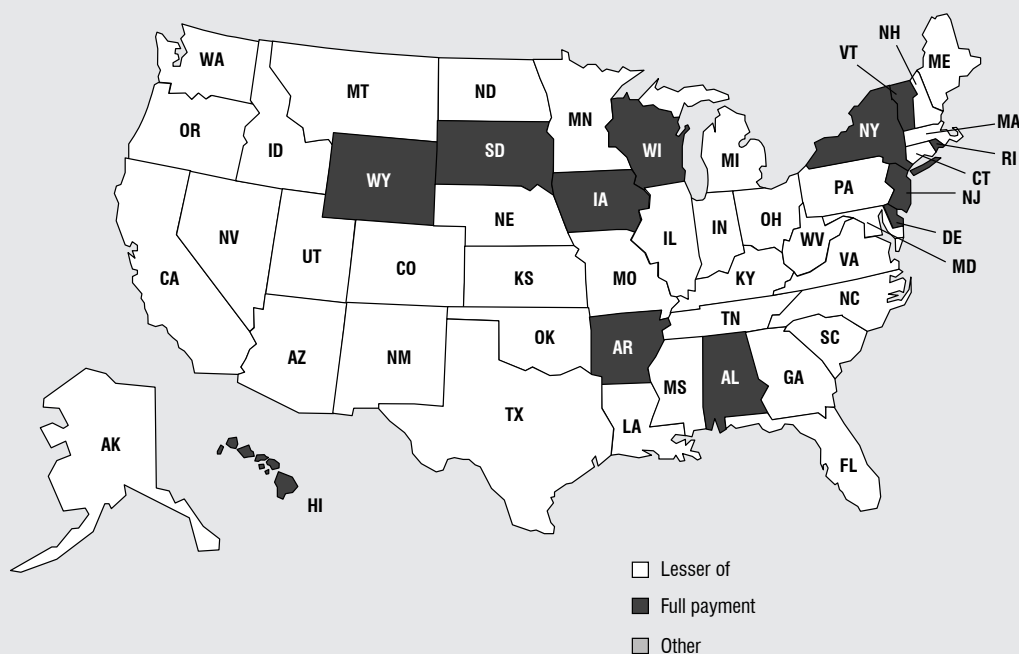 NH
VT
ME
WA
MT
ND
MN
MA
OR
ID
SD
WI
NY
MI
RI
WY
CT
IA
PA
NJ
NE
OH
NV
IL
IN
DE
UT
WV
CA
CO
VA
MD
KS
MO
KY
NC
TN
OK
SC
AZ
NM
AR
AL
GA
MS
TX
LA
AK
FL
HI
Lesser of
Full payment
Other